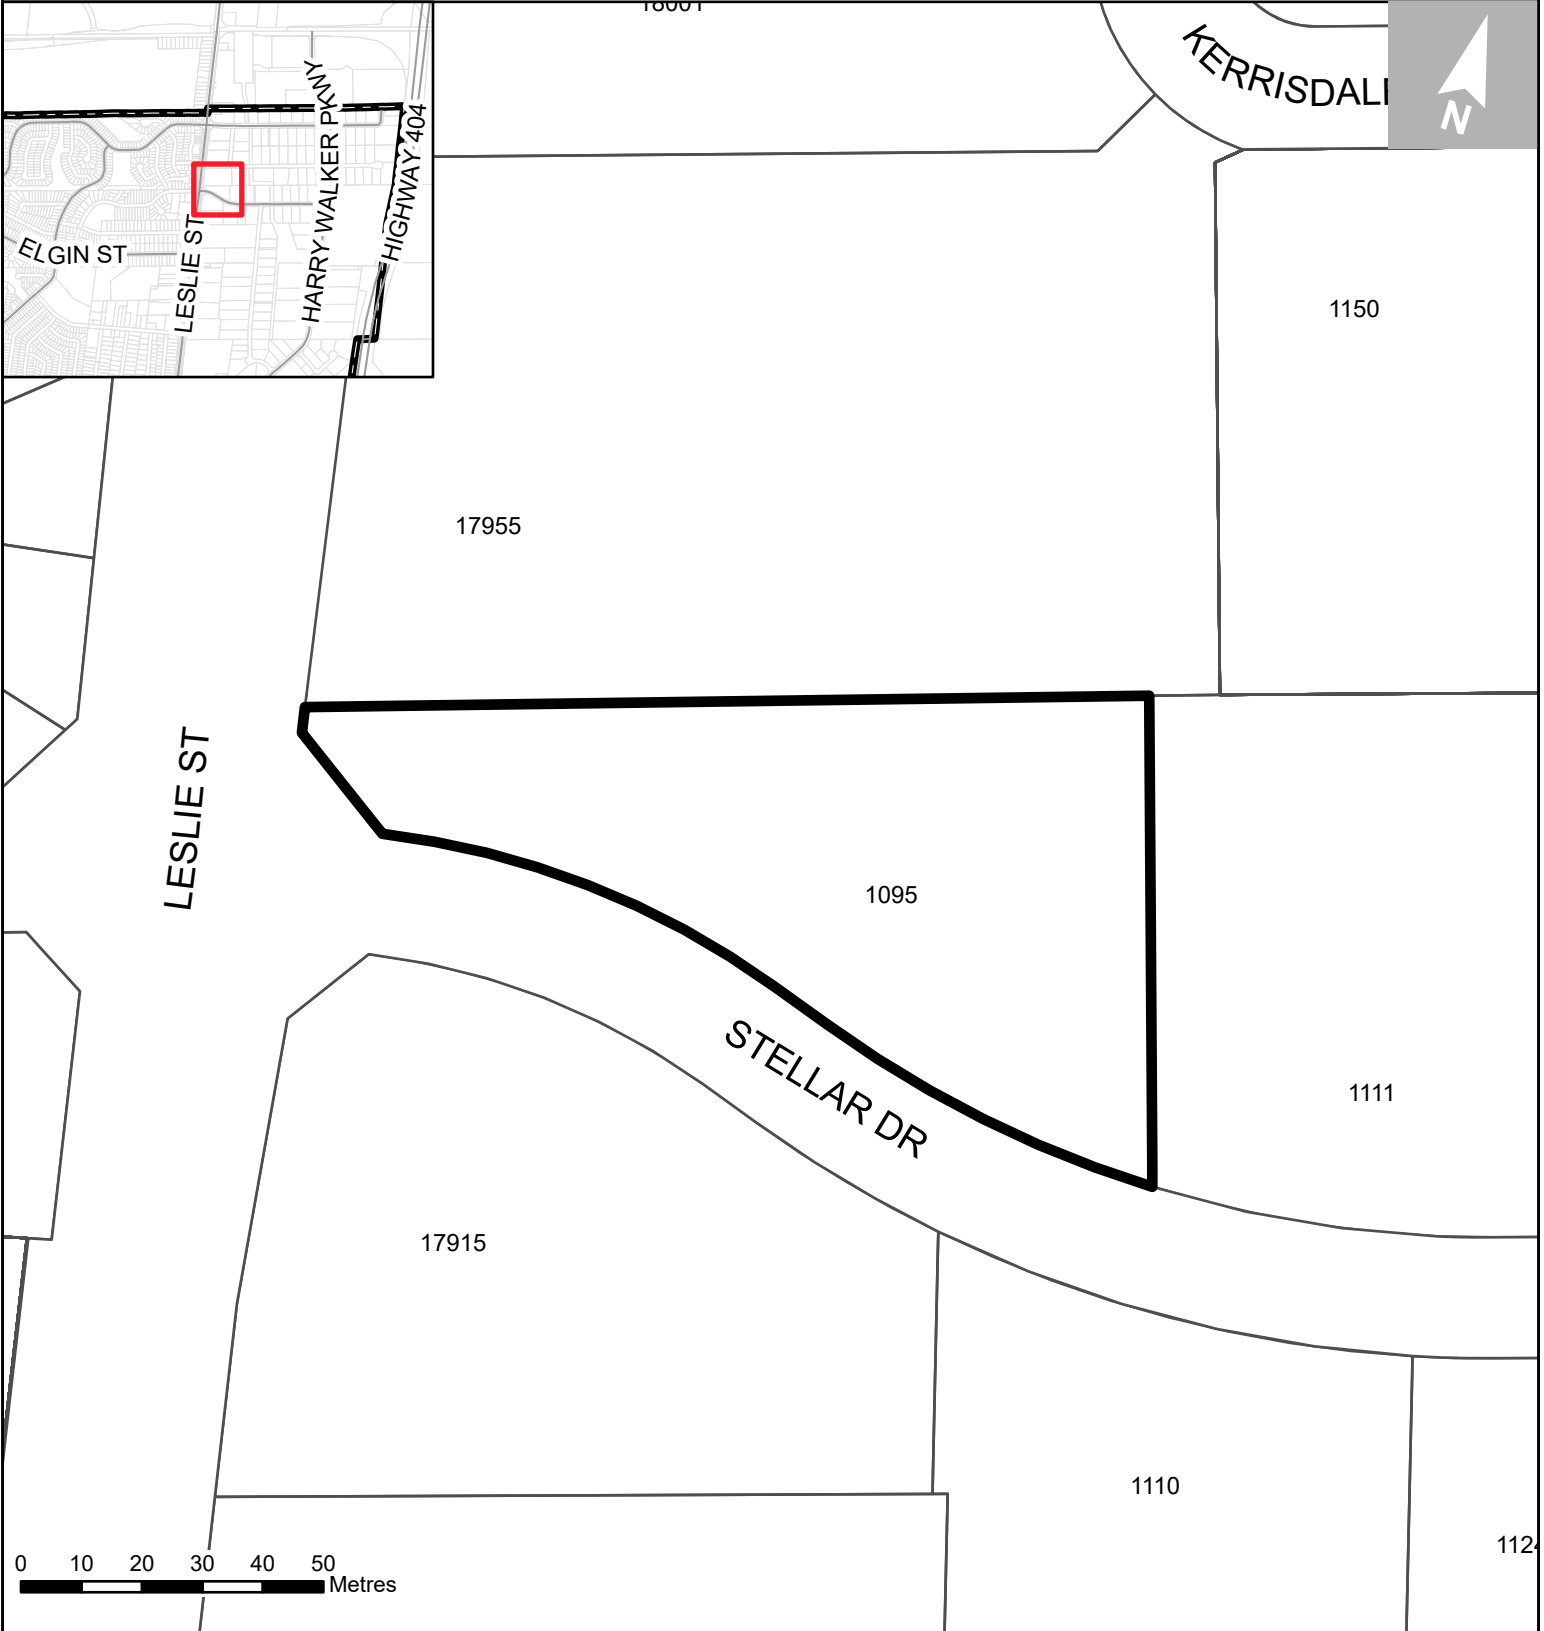 KERRISDALE
N
HARRY WALKER PKWY
HIGHWAY 404
ELGIN ST
LESLIE ST
1150
17955
LESLIE ST
1095
STELLAR DR
1111
17915
1110
1124
0 10 20 30 40 50
Metres